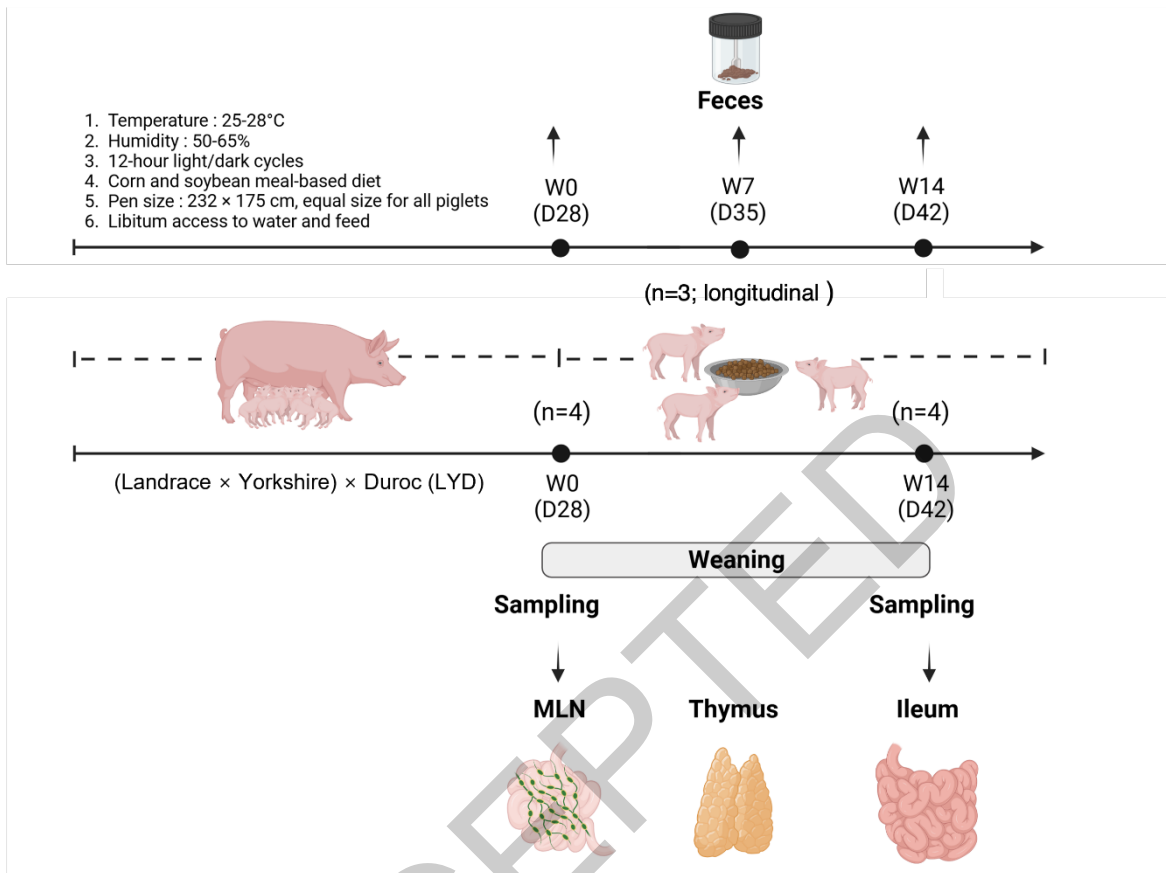 Feces
1. Temperature : 25-28°C
2. Humidity : 50-65%
3. 12-hour light/dark cycles
4. Corn and soybean meal-based diet
5. Pen size : 232 × 175 cm, equal size for all piglets
6. Libitum access to water and feed
W0 W7 W14
(D28) (D35) (D42)
(n=3; longitudinal )
(n=4) (n=4)
(Landrace × Yorkshire) × Duroc (LYD) W0 W14
(D28) (D42)
Weaning
Sampling Sampling
MLN Thymus Ileum
CEPTED